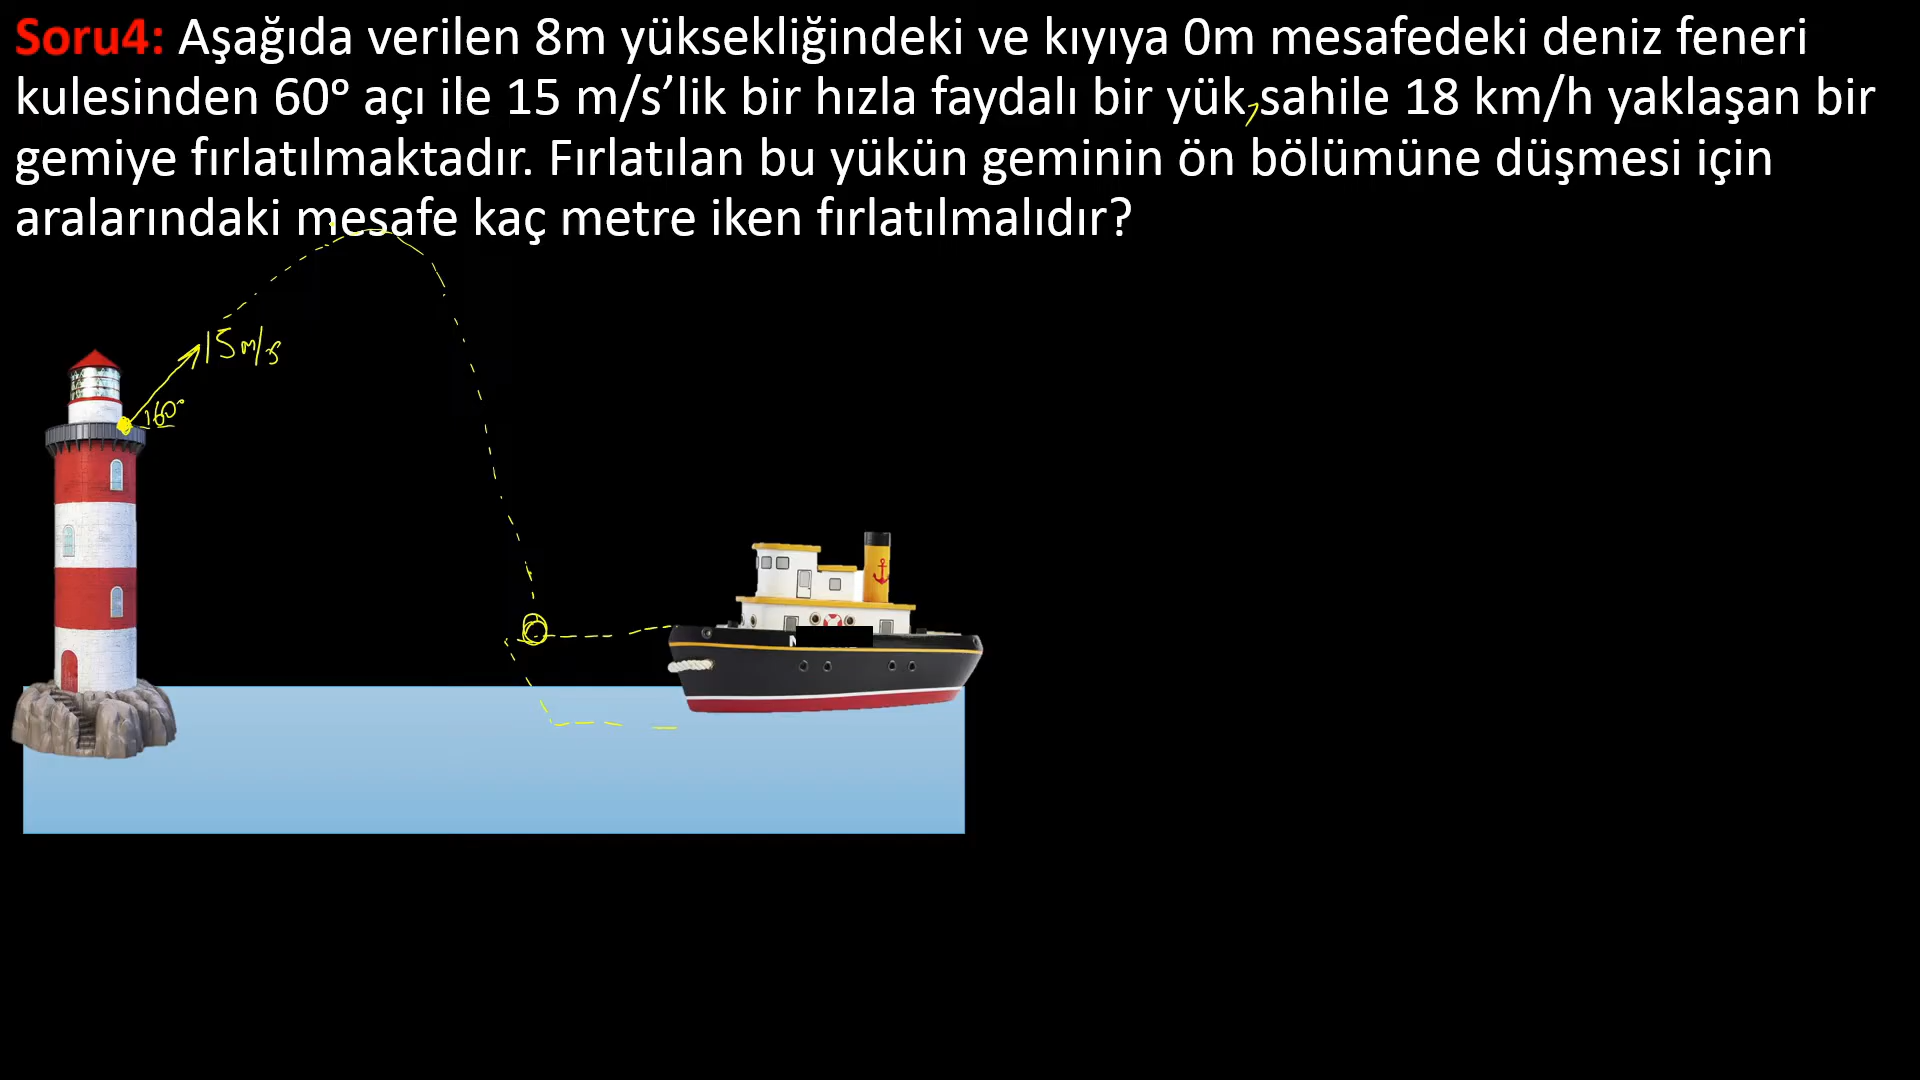 Soru4: Aşağıda verilen 8m yüksekliğindeki ve kıyıya 0m mesafedeki deniz feneri
kulesinden 60° açı ile 15 m/s’lik bir hızla faydalı bir yük, sahile 18 km/h yaklaşan bir
gemiye fırlatılmaktadır. Fırlatılan bu yükün geminin ön bölümüne düşmesi için
aralarındaki mesafe kaç metre iken fırlatılmalıdır?
15m/s
60°